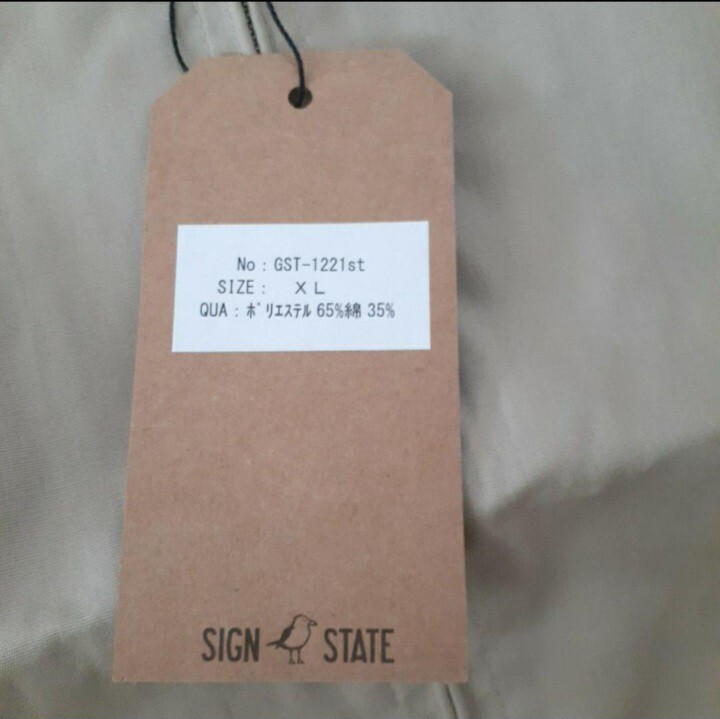 No : GST-1221st
SIZE : ＸＬ
QUA : ﾎﾟﾘｴｽﾃﾙ 65%綿 35%
SIGN STATE